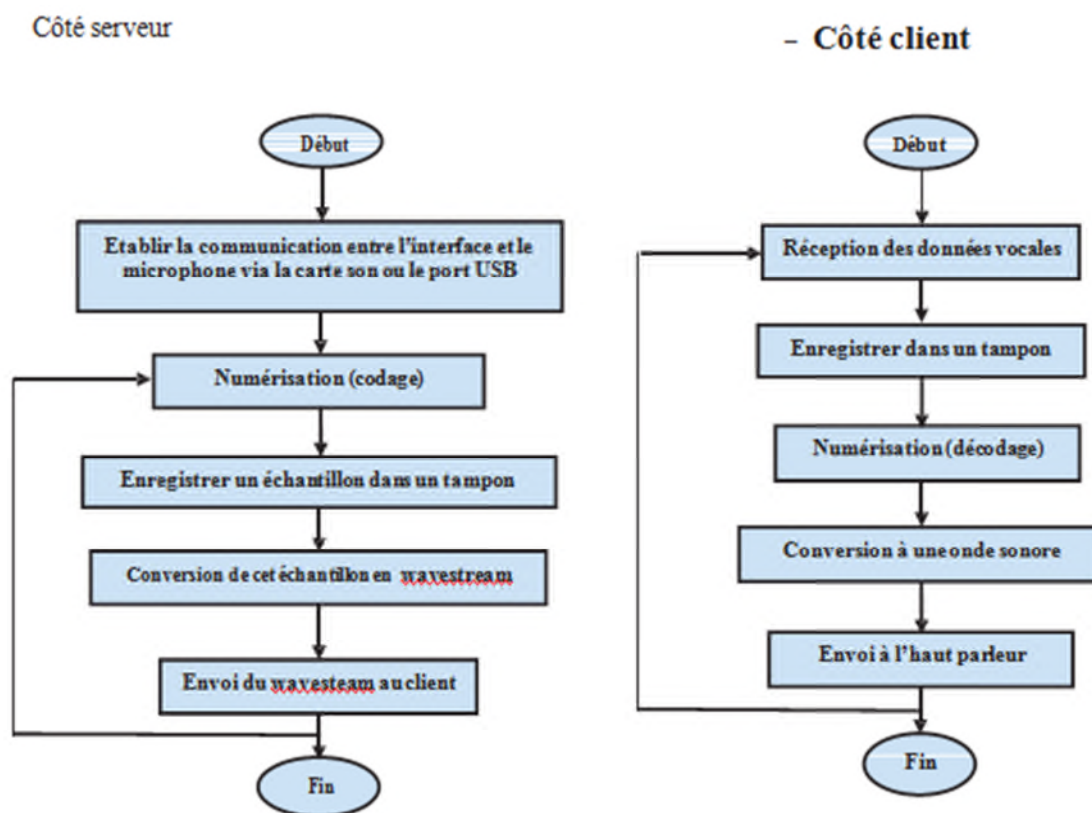 Côté serveur
Début
Etablir la communication entre l'interface et le
microphone via la carte son ou le port USB
Numérisation (codage)
Enregistrer un échantillon dans un tampon
Conversion de cet échantillon en wavestream
Envoi du wavesteam au client
Fin
- Côté client
Début
Réception des données vocales
Enregistrer dans un tampon
Numérisation (décodage)
Conversion à une onde sonore
Envoi à l'haut parleur
Fin